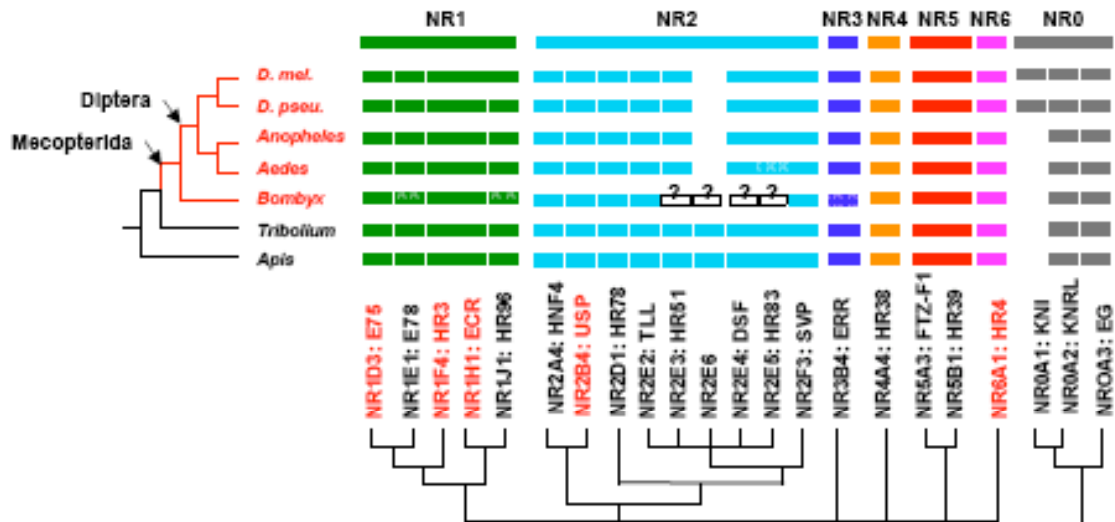 NR1 NR2 NR3 NR4 NR5 NR6 NR0
D. mel.
Diptera
D. pseu.
Mecopterida
Anopheles
Aedes
Bombyx
? ? ? ?
Tribolium
Apis
NR1D3: E75
NR1E1: E78
NR1F4: HR3
NR1H1: ECR
NR1J1: HR96
NR2A4: HNF4
NR2B4: USP
NR2D1: HR78
NR2E2: TLL
NR2E3: HR51
NR2E6
NR2E4: DSF
NR2E5: HR83
NR2F3: SVP
NR3B4: ERR
NR4A4: HR38
NR5A3: FTZ-F1
NR5B1: HR39
NR6A1: HR4
NR0A1: KNI
NR0A2: KNRL
NROA3: EG